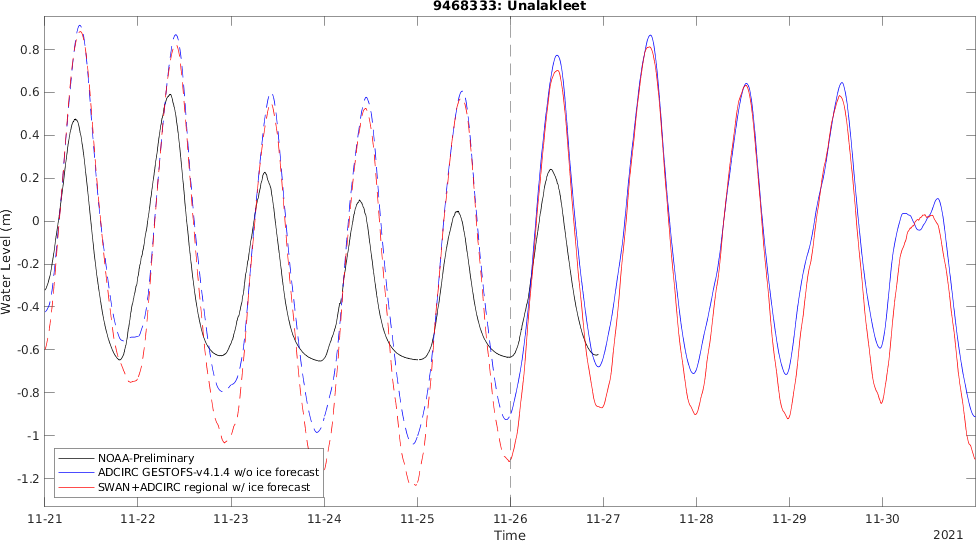 9468333: Unalakleet
0.8
0.6
0.4
0.2
0
-0.2
-0.4
-0.6
-0.8
-1
-1.2
Water Level (m)
NOAA-Preliminary
ADCIRC GESTOFS-v4.1.4 w/o ice forecast
SWAN+ADCIRC regional w/ ice forecast
11-21 11-22 11-23 11-24 11-25 11-26 11-27 11-28 11-29 11-30
Time
2021